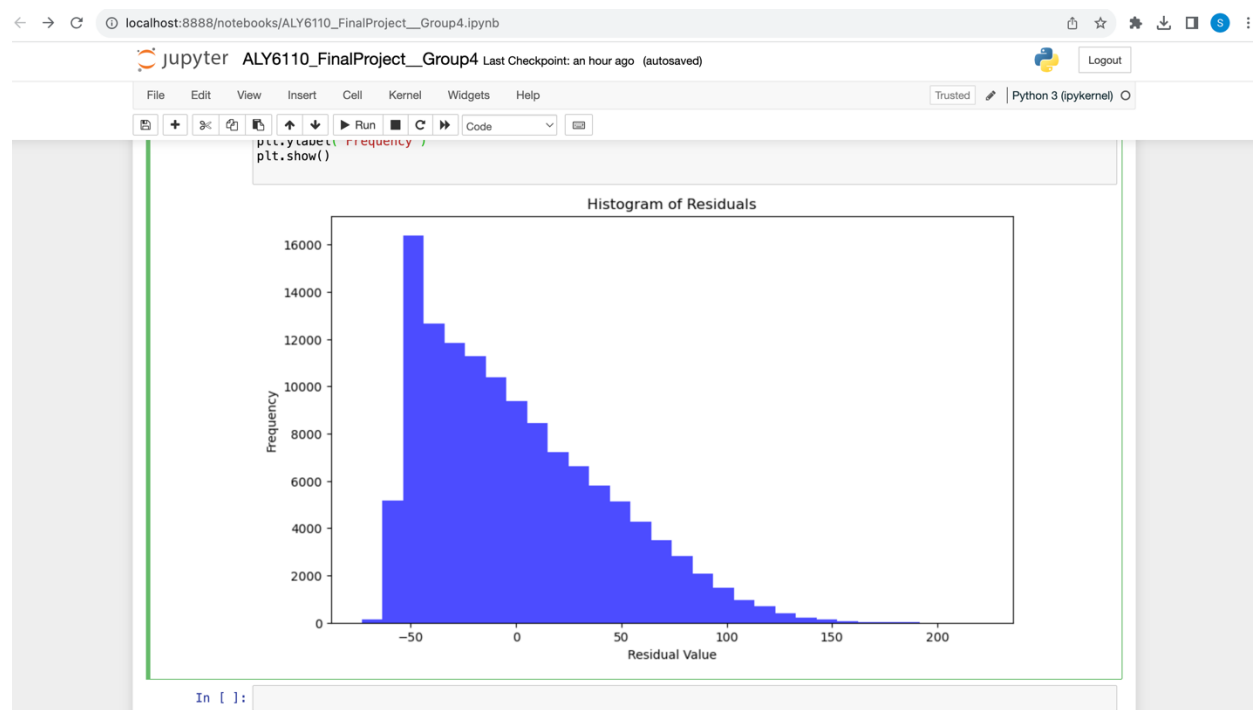 localhost:8888/notebooks/ALY6110_FinalProject__Group4.ipynb
S
jupyter ALY6110_FinalProject__Group4 Last Checkpoint: an hour ago (autosaved)
Logout
File Edit View Insert Cell Kernel Widgets Help
Trusted Python 3 (ipykernel)
Run Code
plt.ylabel('Frequency')
plt.show()
Histogram of Residuals
16000
14000
12000
10000
8000
6000
4000
2000
0
Frequency
−50 0 50 100 150 200
Residual Value
In [ ]: